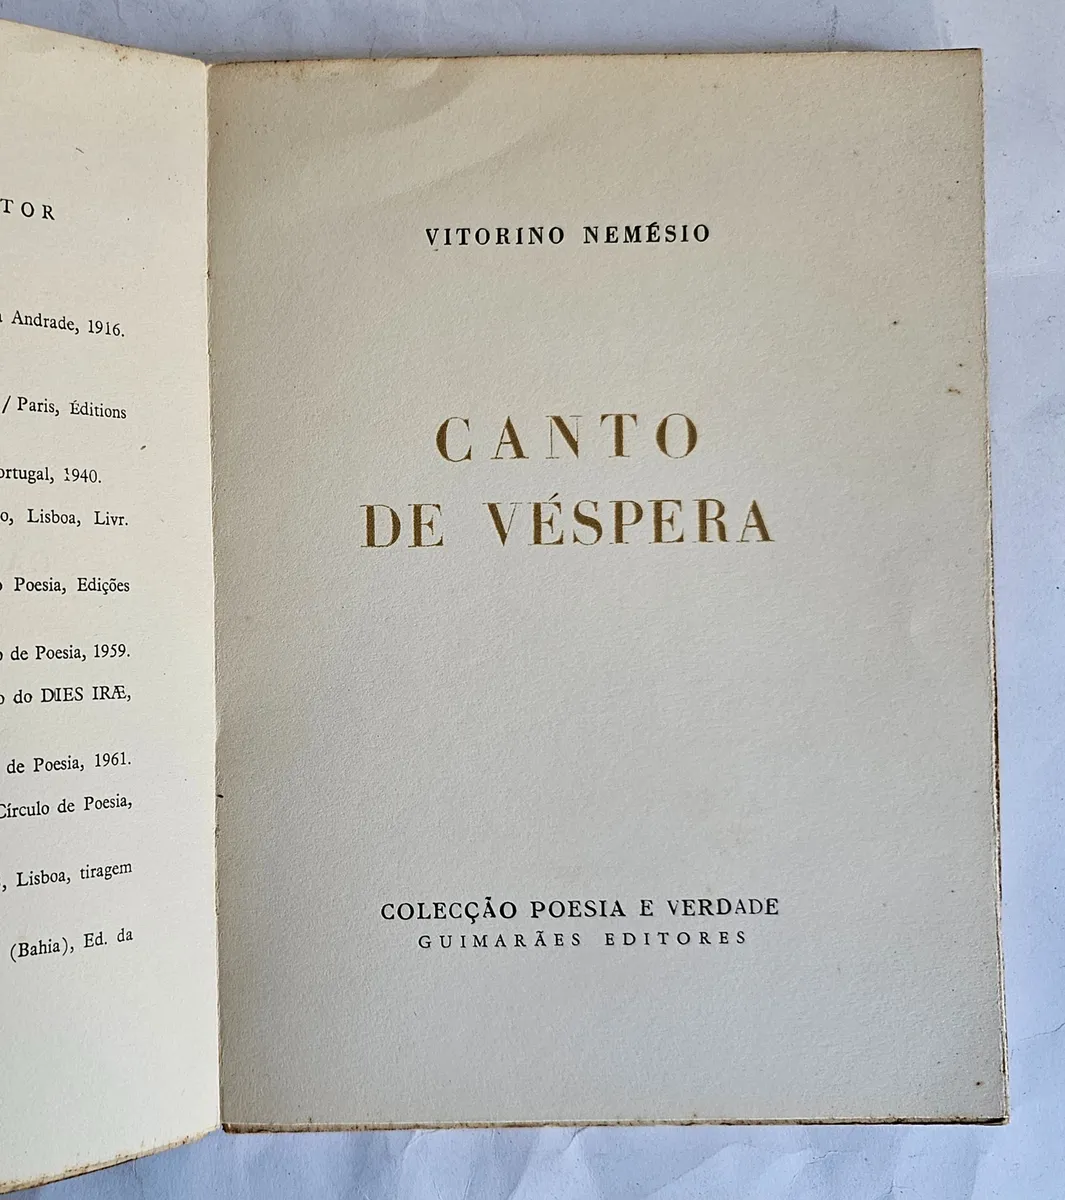 TOR
Andrade, 1916.
/ Paris, Éditions
ortugal, 1940.
o, Lisboa, Livr.
Poesia, Edições
de Poesia, 1959.
do DIES IRÆ,
de Poesia, 1961.
Círculo de Poesia,
, Lisboa, tiragem
(Bahia), Ed. da
VITORINO NEMÉSIO
CANTO
DE VÉSPERA
COLECÇÃO POESIA E VERDADE
GUIMARÃES EDITORES